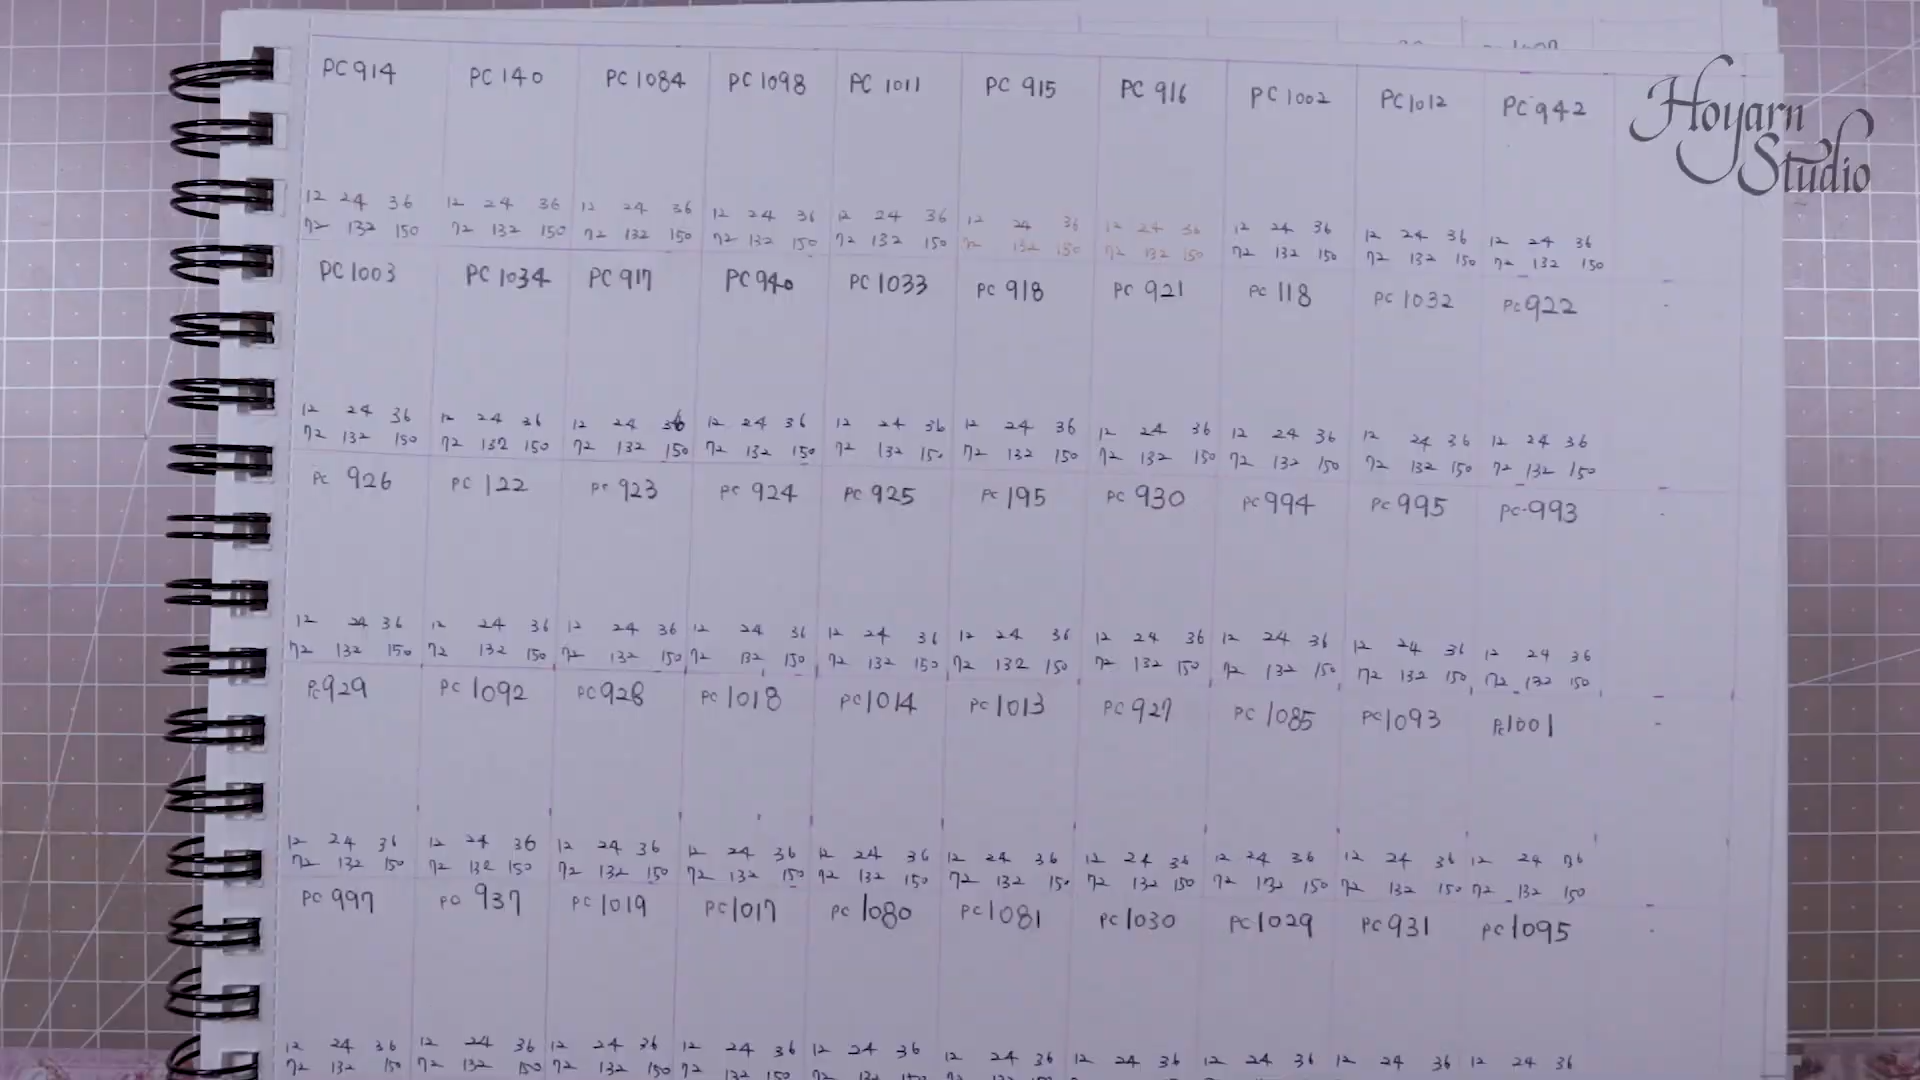 PC 914 PC 140 PC 1084 PC 1098 PC 1011 PC 915 PC 916 PC 1002 PC 1012 PC 942
Hoyarn
Studio
12 24 36 12 24 36 12 24 36 12 24 36 12 24 36 12 24 36 12 24 36 12 24 36 12 24 36 12 24 36
72 132 150 72 132 150 72 132 150 72 132 150 72 132 150 72 132 150 72 132 150 72 132 150 72 132 150 72 132 150
PC 1003 PC 1034 PC 917 PC 940 PC 1033 PC 918 PC 921 PC 118 PC 1032 PC 922
12 24 36 12 24 36 12 24 36 12 24 36 12 24 36 12 24 36 12 24 36 12 24 36 12 24 36 12 24 36
72 132 150 72 132 150 72 132 150 72 132 150 72 132 150 72 132 150 72 132 150 72 132 150 72 132 150 72 132 150
PC 926 PC 122 PC 923 PC 924 PC 925 PC 195 PC 930 PC 994 PC 995 PC 993
12 24 36 12 24 36 12 24 36 12 24 36 12 24 36 12 24 36 12 24 36 12 24 36 12 24 36 12 24 36
72 132 150 72 132 150 72 132 150 72 132 150 72 132 150 72 132 150 72 132 150 72 132 150 72 132 150 72 132 150
PC 929 PC 1092 PC 928 PC 1018 PC 1014 PC 1013 PC 927 PC 1085 PC 1093 PC 1001
12 24 36 12 24 36 12 24 36 12 24 36 12 24 36 12 24 36 12 24 36 12 24 36 12 24 36 12 24 36
72 132 150 72 132 150 72 132 150 72 132 150 72 132 150 72 132 150 72 132 150 72 132 150 72 132 150 72 132 150
PC 997 PC 937 PC 1019 PC 1017 PC 1080 PC 1081 PC 1030 PC 1029 PC 931 PC 1095
12 24 36 12 24 36 12 24 36 12 24 36 12 24 36 12 24 36 12 24 36 12 24 36 12 24 36 12 24 36
72 132 150 72 132 150 72 132 150 72 132 150 72 132